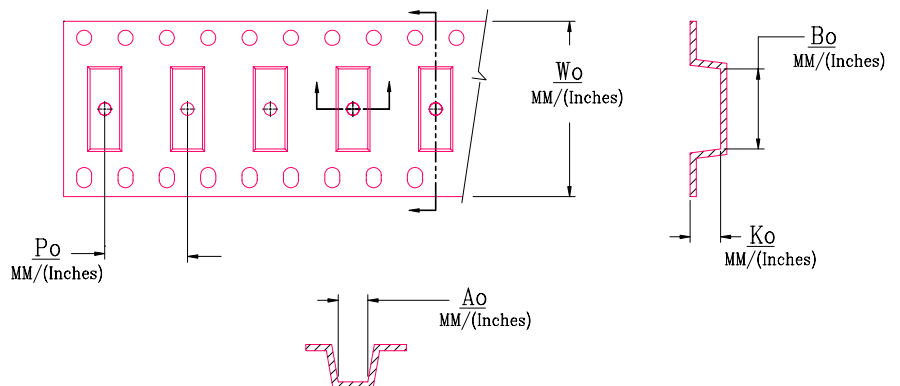 Wo
MM/(Inches)
Bo
MM/(Inches)
Po
MM/(Inches)
Ko
MM/(Inches)
Ao
MM/(Inches)